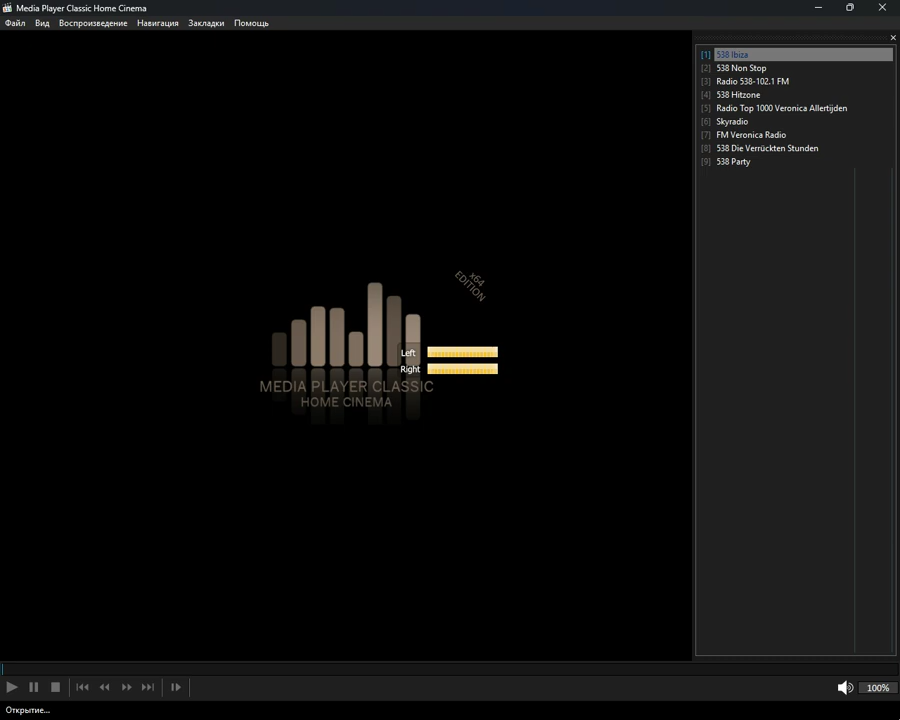 Media Player Classic Home Cinema
Файл Вид Воспроизведение Навигация Закладки Помощь
[1] 538 Ibiza
[2] 538 Non Stop
[3] Radio 538-102.1 FM
[4] 538 Hitzone
[5] Radio Top 1000 Veronica Allertijden
[6] Skyradio
[7] FM Veronica Radio
[8] 538 Die Verrückten Stunden
[9] 538 Party
x64
EDITION
Left
Right
MEDIA PLAYER CLASSIC
HOME CINEMA
100%
Открытие...